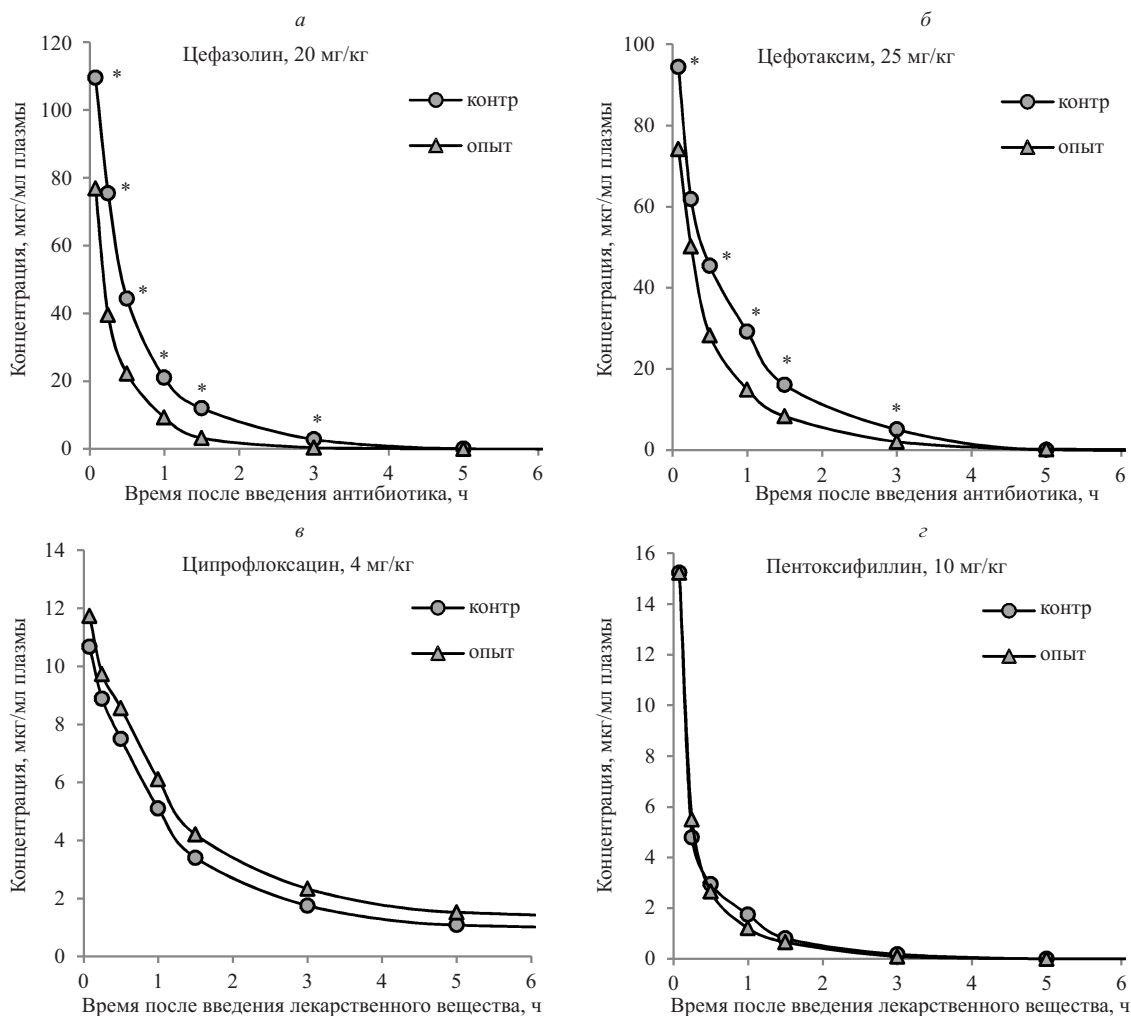 а
Цефазолин, 20 мг/кг
120
100
80
60
40
20
0
Концентрация, мкг/мл плазмы
*
*
*
*
*
*
контр
опыт
0 1 2 3 4 5 6
Время после введения антибиотика, ч
б
Цефотаксим, 25 мг/кг
100
80
60
40
20
0
Концентрация, мкг/мл плазмы
*
*
*
*
*
контр
опыт
0 1 2 3 4 5 6
Время после введения антибиотика, ч
в
Ципрофлоксацин, 4 мг/кг
14
12
10
8
6
4
2
0
Концентрация, мкг/мл плазмы
контр
опыт
0 1 2 3 4 5 6
Время после введения лекарственного вещества, ч
г
Пентоксифиллин, 10 мг/кг
16
14
12
10
8
6
4
2
0
Концентрация, мкг/мл плазмы
контр
опыт
0 1 2 3 4 5 6
Время после введения лекарственного вещества, ч